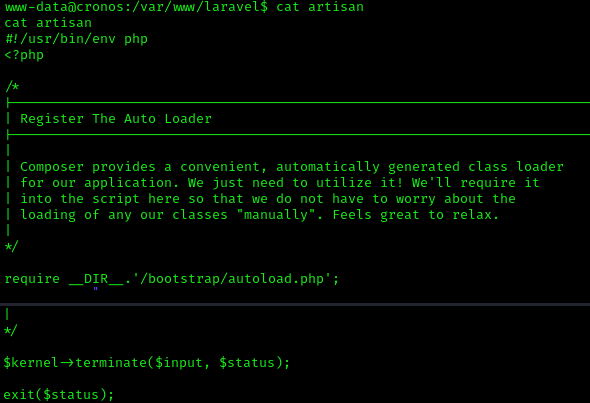 www-data@cronos:/var/www/laravel$ cat artisan
cat artisan
#!/usr/bin/env php
<?php
/*
|--------------------------------------------------------------------------
| Register The Auto Loader
|--------------------------------------------------------------------------
|
| Composer provides a convenient, automatically generated class loader
| for our application. We just need to utilize it! We'll require it
| into the script here so that we do not have to worry about the
| loading of any our classes "manually". Feels great to relax.
|
*/
require __DIR__.'/bootstrap/autoload.php';
"
|
*/
$kernel->terminate($input, $status);
exit($status);